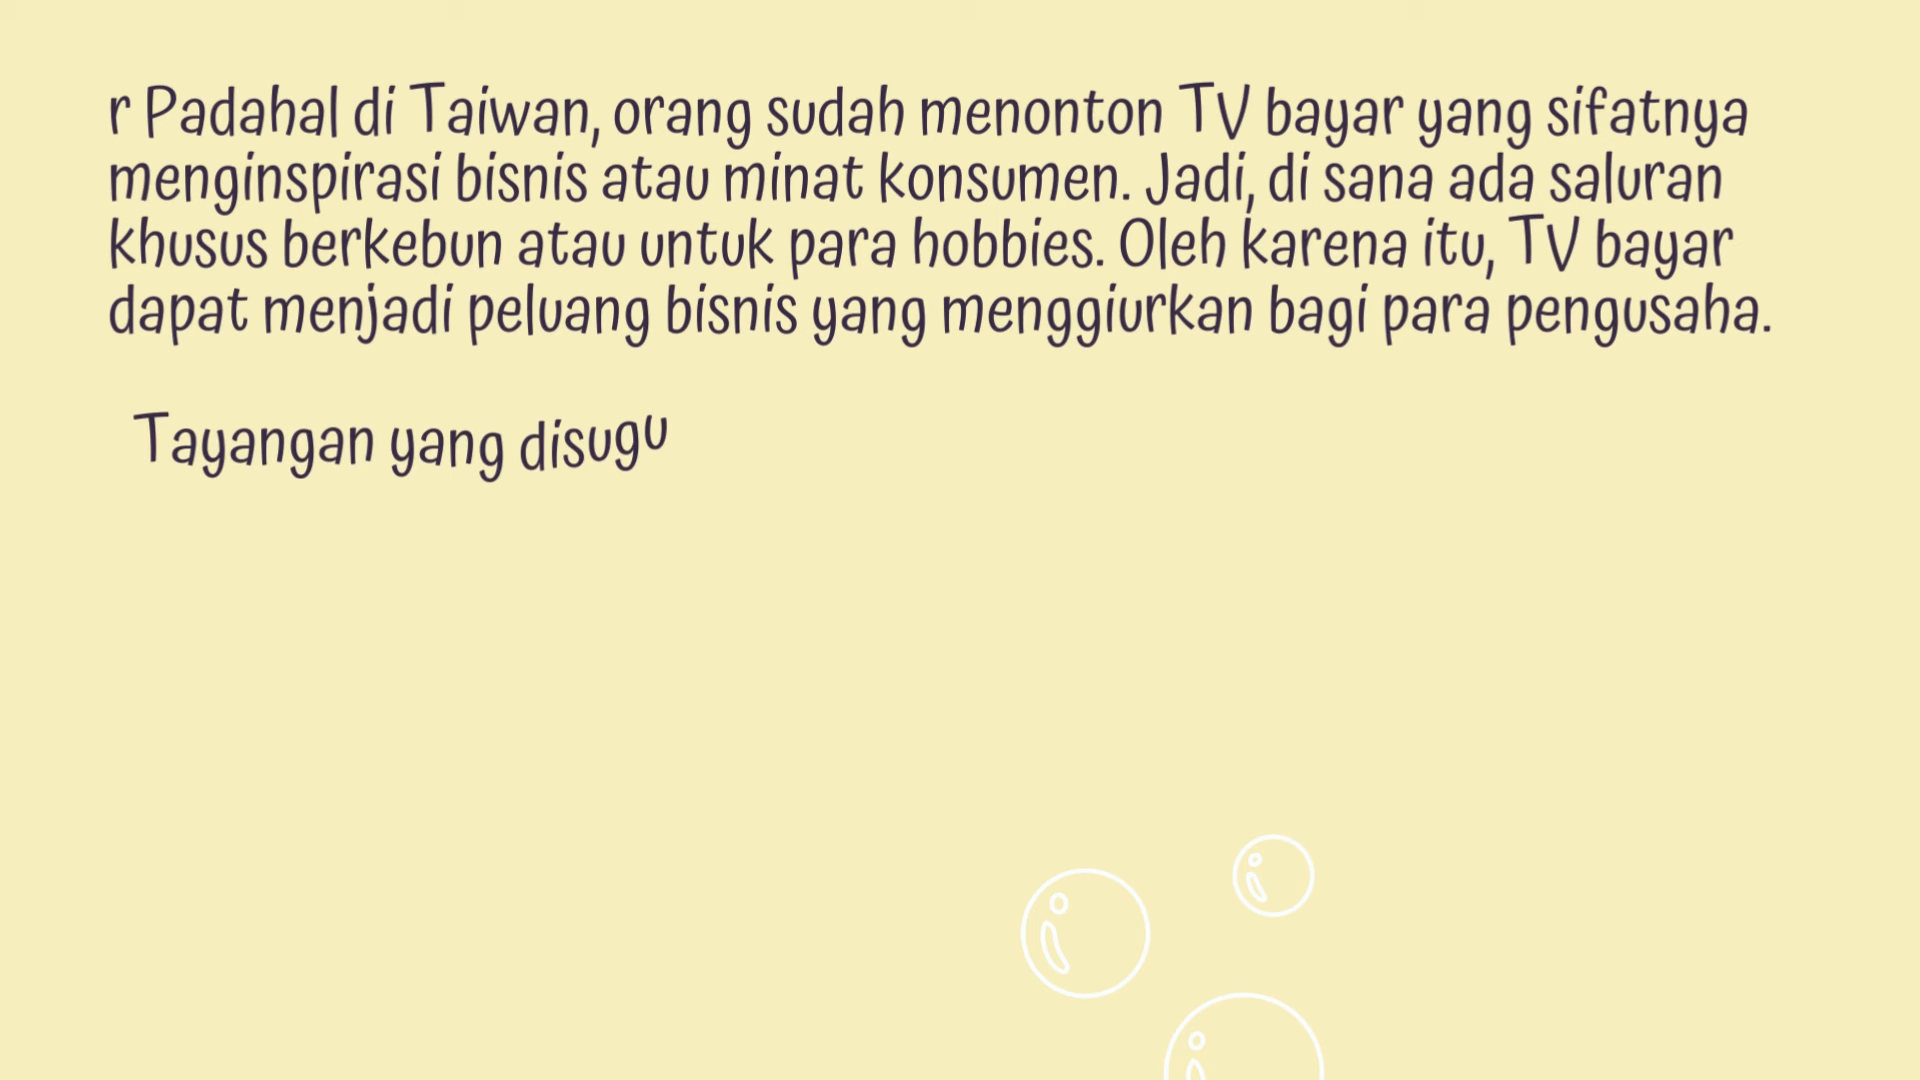 r Padahal di Taiwan, orang sudah menonton TV bayar yang sifatnya
menginspirasi bisnis atau minat konsumen. Jadi, di sana ada saluran
khusus berkebun atau untuk para hobbies. Oleh karena itu, TV bayar
dapat menjadi peluang bisnis yang menggiurkan bagi para pengusaha.
Tayangan yang disugu